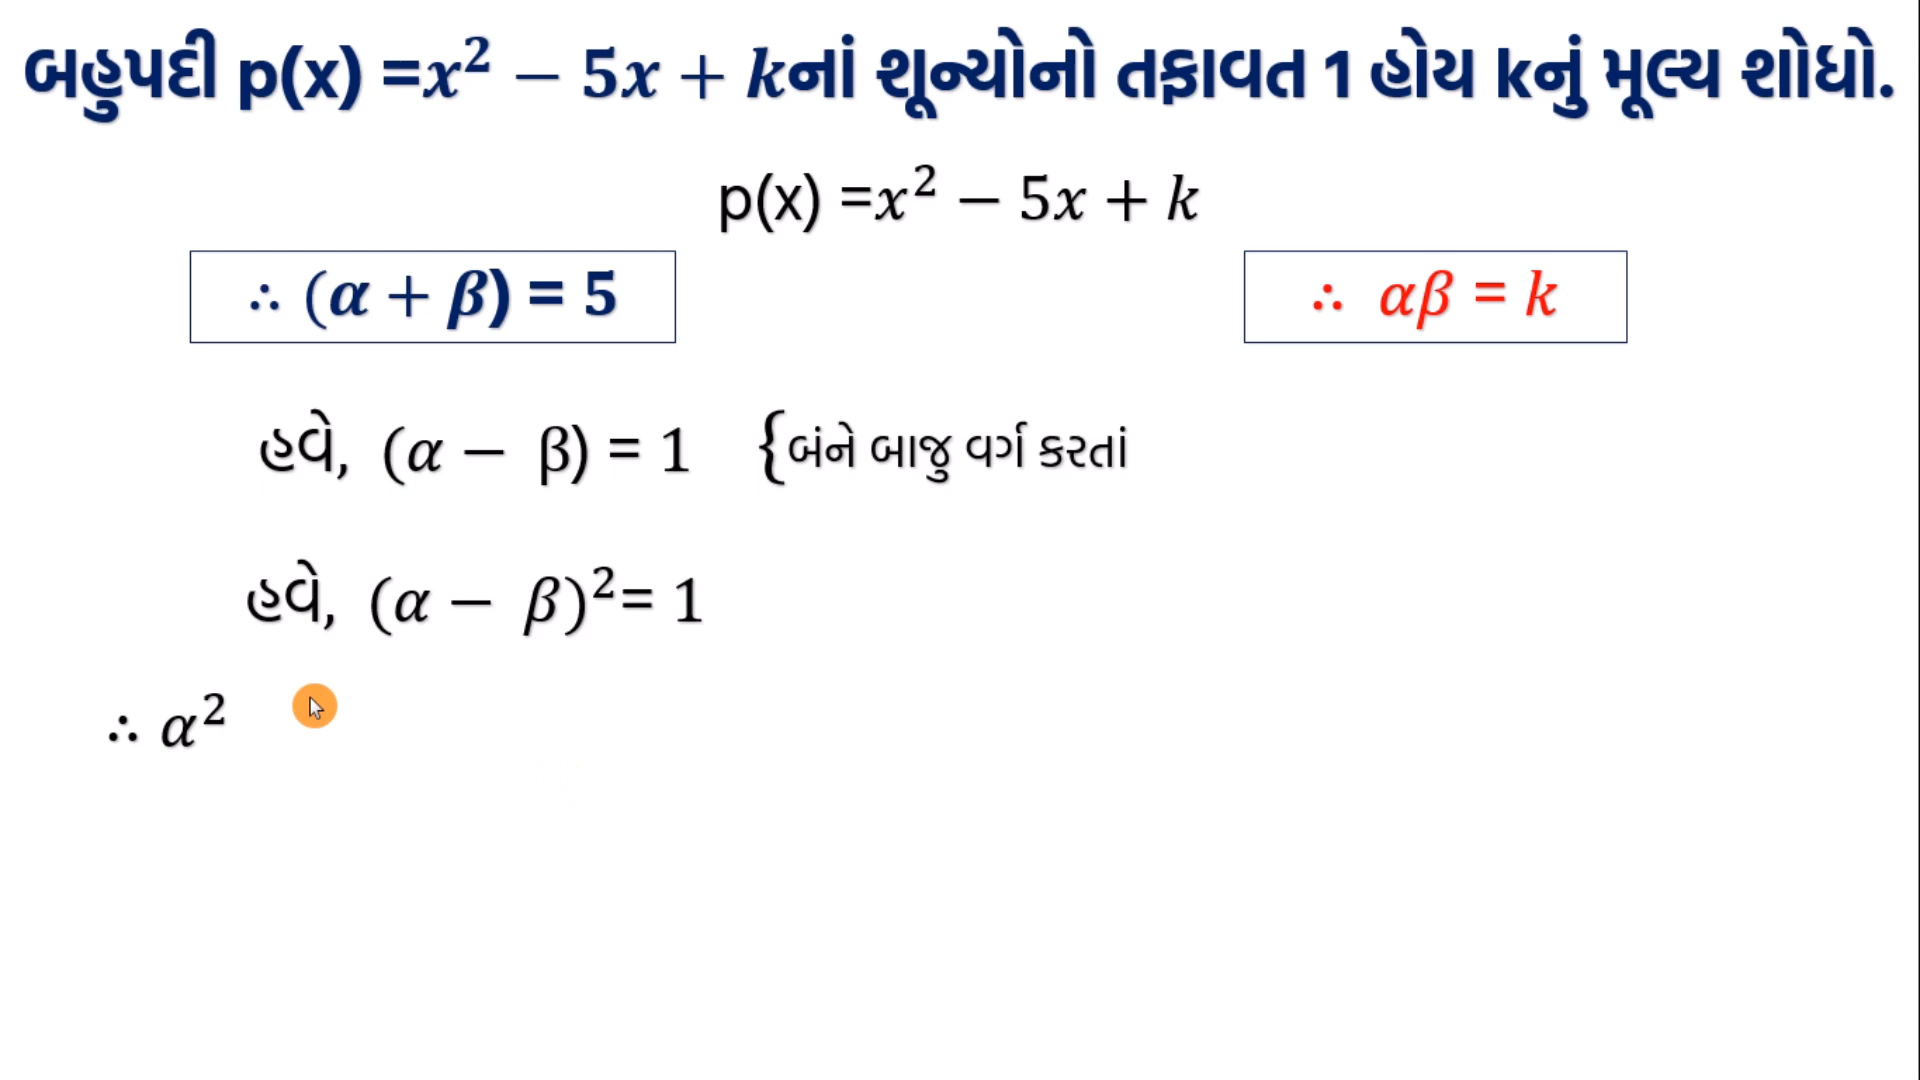 બહુપદી p(x) =x² − 5x + kનાં શૂન્યોનો તફાવત 1 હોય kનું મૂલ્ય શોધો.
p(x) =x² − 5x + k
∴ (α + β) = 5
∴ αβ = k
હવે, (α − β) = 1 {બંને બાજુ વર્ગ કરતાં
હવે, (α − β)²= 1
∴ α²